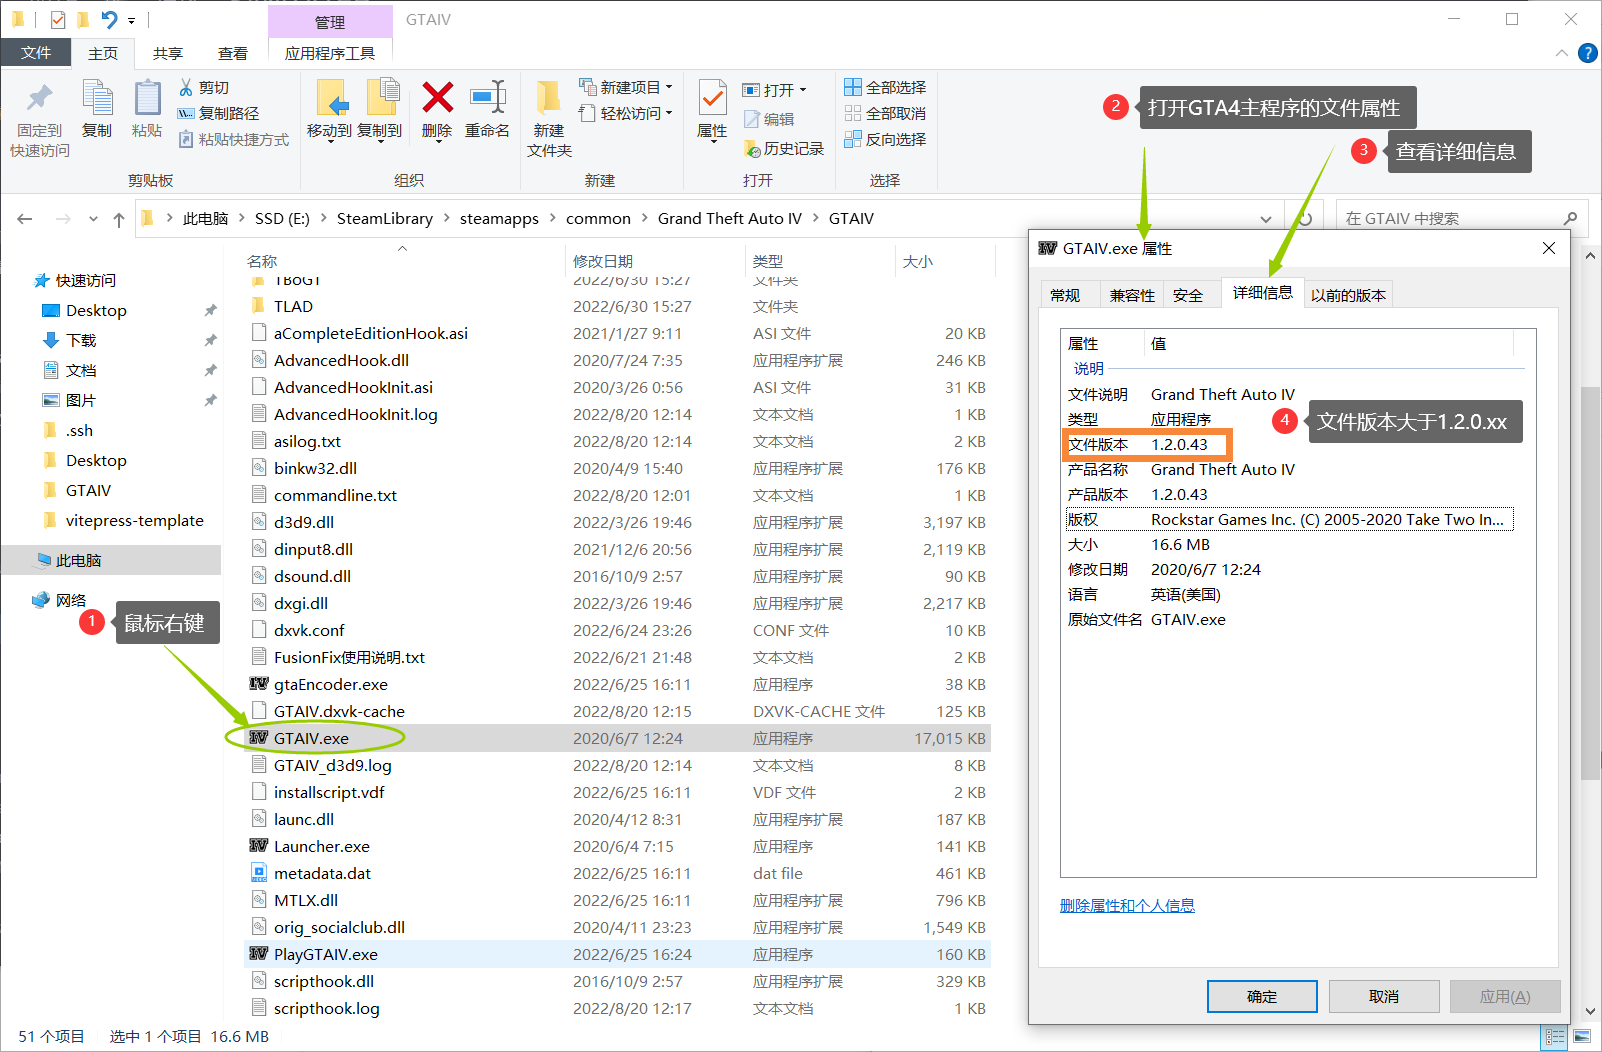 管理
GTAIV
文件
主页
共享
查看
应用程序工具
固定到
快速访问
复制
粘贴
剪切
复制路径
粘贴快捷方式
剪贴板
移动到
复制到
删除
重命名
组织
新建
文件夹
新建项目
轻松访问
新建
属性
打开
编辑
历史记录
打开
全部选择
全部取消
反向选择
选择
2 打开GTA4主程序的文件属性
3 查看详细信息
此电脑 > SSD (E:) > SteamLibrary > steamapps > common > Grand Theft Auto IV > GTAIV
在 GTAIV 中搜索
快速访问
Desktop
下载
文档
图片
.ssh
Desktop
GTAIV
vitepress-template
此电脑
网络
1 鼠标右键
名称 修改日期 类型 大小
TBoGT 2022/6/30 15:27 文件夹
TLAD 2022/6/30 15:27 文件夹
aCompleteEditionHook.asi 2021/1/27 9:11 ASI 文件 20 KB
AdvancedHook.dll 2020/7/24 7:35 应用程序扩展 246 KB
AdvancedHookInit.asi 2020/3/26 0:56 ASI 文件 31 KB
AdvancedHookInit.log 2022/8/20 12:14 文本文档 1 KB
asilog.txt 2022/8/20 12:14 文本文档 2 KB
binkw32.dll 2020/4/9 15:40 应用程序扩展 176 KB
commandline.txt 2022/8/20 12:01 文本文档 1 KB
d3d9.dll 2022/3/26 19:46 应用程序扩展 3,197 KB
dinput8.dll 2021/12/6 20:56 应用程序扩展 2,119 KB
dsound.dll 2016/10/9 2:57 应用程序扩展 90 KB
dxgi.dll 2022/3/26 19:46 应用程序扩展 2,217 KB
dxvk.conf 2022/6/24 23:26 CONF 文件 10 KB
FusionFix使用说明.txt 2022/6/21 21:48 文本文档 2 KB
gtaEncoder.exe 2022/6/25 16:11 应用程序 38 KB
GTAIV.dxvk-cache 2022/8/20 12:15 DXVK-CACHE 文件 125 KB
GTAIV.exe 2020/6/7 12:24 应用程序 17,015 KB
GTAIV_d3d9.log 2022/8/20 12:14 文本文档 8 KB
installscript.vdf 2022/6/25 16:11 VDF 文件 2 KB
launc.dll 2020/4/12 8:31 应用程序扩展 187 KB
Launcher.exe 2020/6/4 7:15 应用程序 141 KB
metadata.dat 2022/6/25 16:11 dat file 461 KB
MTLX.dll 2022/6/25 16:11 应用程序扩展 796 KB
orig_socialclub.dll 2020/4/11 23:23 应用程序扩展 1,549 KB
PlayGTAIV.exe 2022/6/25 16:24 应用程序 160 KB
scripthook.dll 2016/10/9 2:57 应用程序扩展 329 KB
scripthook.log 2022/8/20 12:17 文本文档 1 KB
51 个项目 选中 1 个项目 16.6 MB
GTAIV.exe 属性
常规 兼容性 安全 详细信息 以前的版本
属性 值
说明
文件说明 Grand Theft Auto IV
类型 应用程序
文件版本 1.2.0.43
产品名称 Grand Theft Auto IV
产品版本 1.2.0.43
版权 Rockstar Games Inc. (C) 2005-2020 Take Two In...
大小 16.6 MB
修改日期 2020/6/7 12:24
语言 英语(美国)
原始文件名 GTAIV.exe
4 文件版本大于1.2.0.xx
删除属性和个人信息
确定 取消 应用(A)